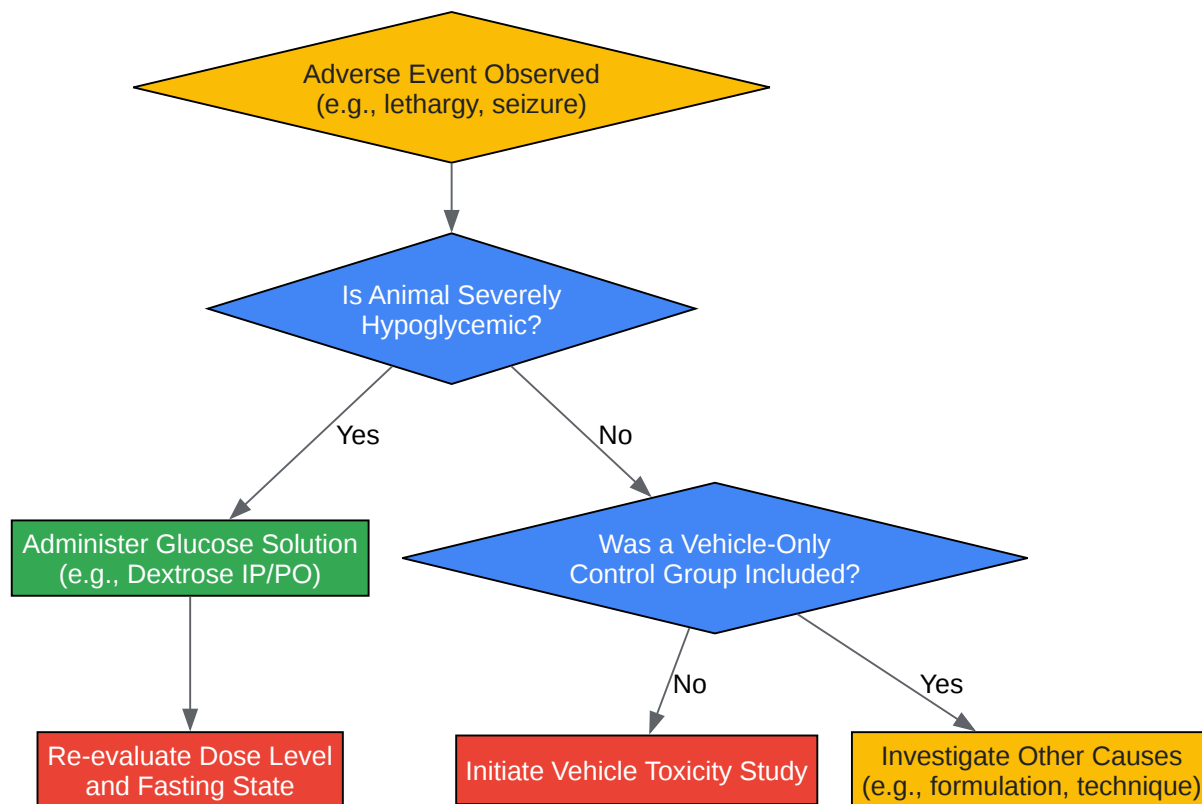 Adverse Event Observed
(e.g., lethargy, seizure)
Is Animal Severely
Hypoglycemic?
Yes
No
Administer Glucose Solution
(e.g., Dextrose IP/PO)
Was a Vehicle-Only
Control Group Included?
No
Yes
Re-evaluate Dose Level
and Fasting State
Initiate Vehicle Toxicity Study
Investigate Other Causes
(e.g., formulation, technique)